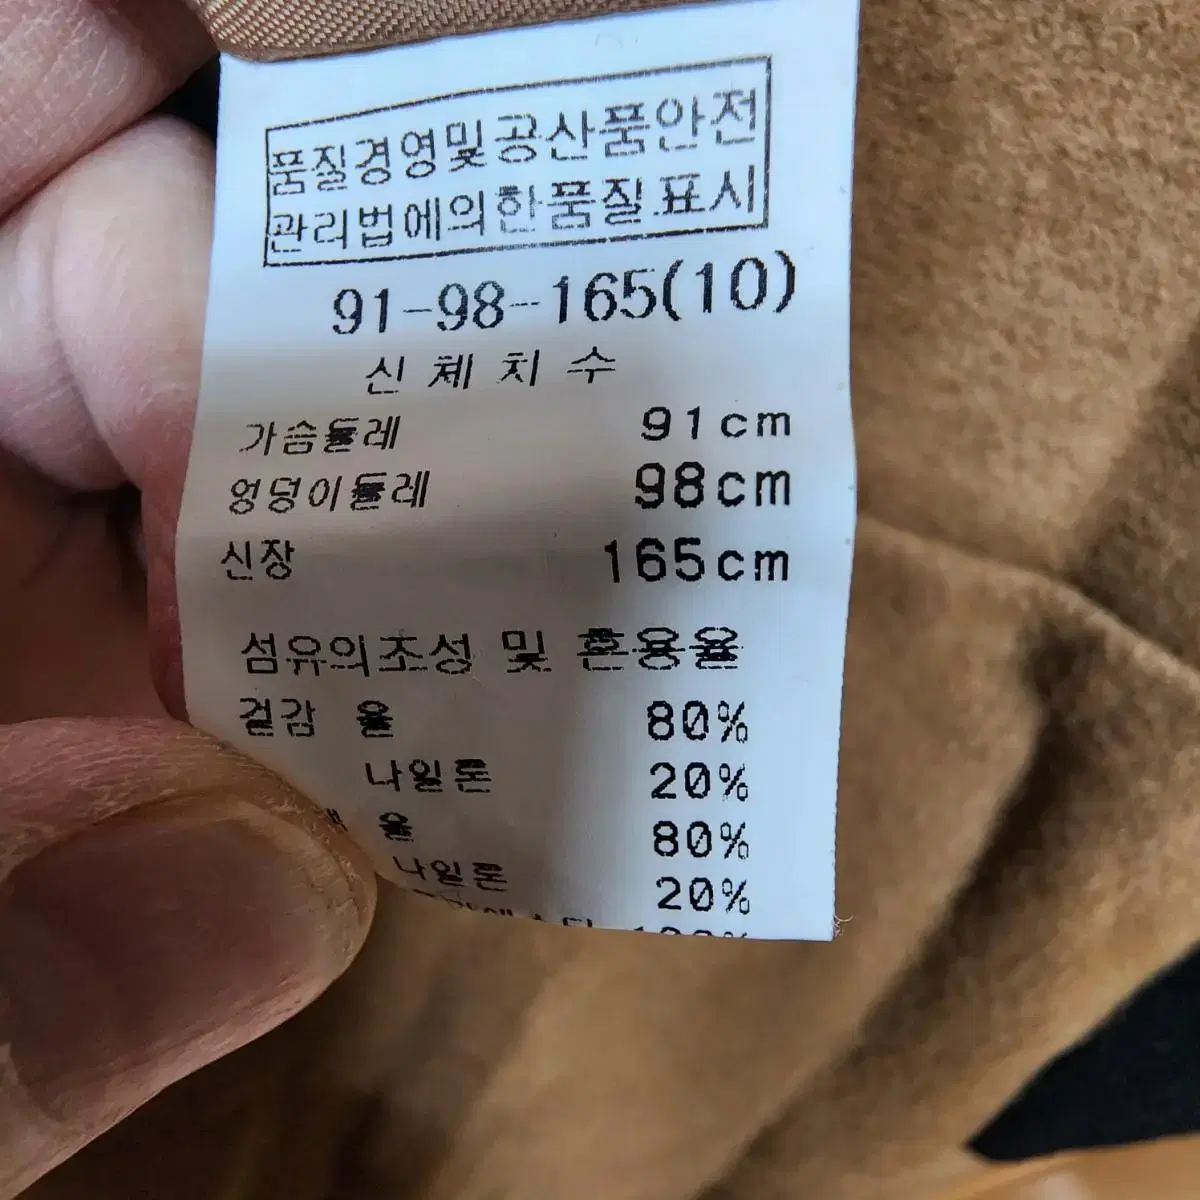 품질경영및공산품안전
관리법에의한품질표시
91-98-165(10)
신체치수
가슴둘레 91cm
엉덩이둘레 98cm
신장 165cm
섬유의조성 및 혼용율
겉감 울 80%
나일론 20%
울 80%
나일론 20%